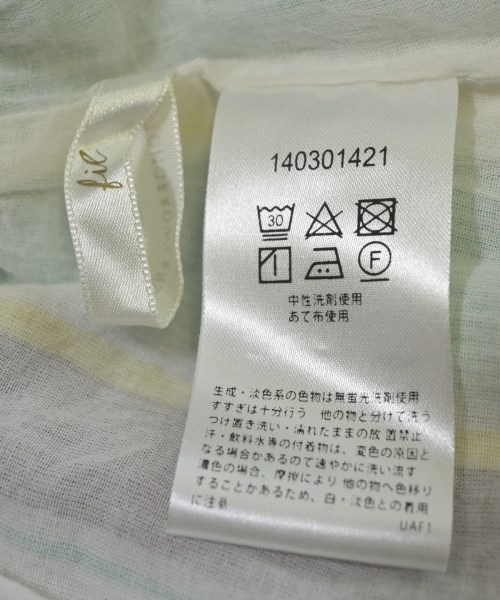 fil
140301421
30
F
中性洗剤使用
あて布使用
生成・淡色系の色物は無蛍光洗剤使用
すすぎは十分行う　他の物と分けて洗う
つけ置き洗い・濡れたままの放置禁止
汗・飲料水等の付着物は、変色の原因と
なる場合があるので速やかに洗い流す
濃色の場合、摩擦により他の物へ色移り
することがあるため、白・淡色との着用
に注意
UAF1